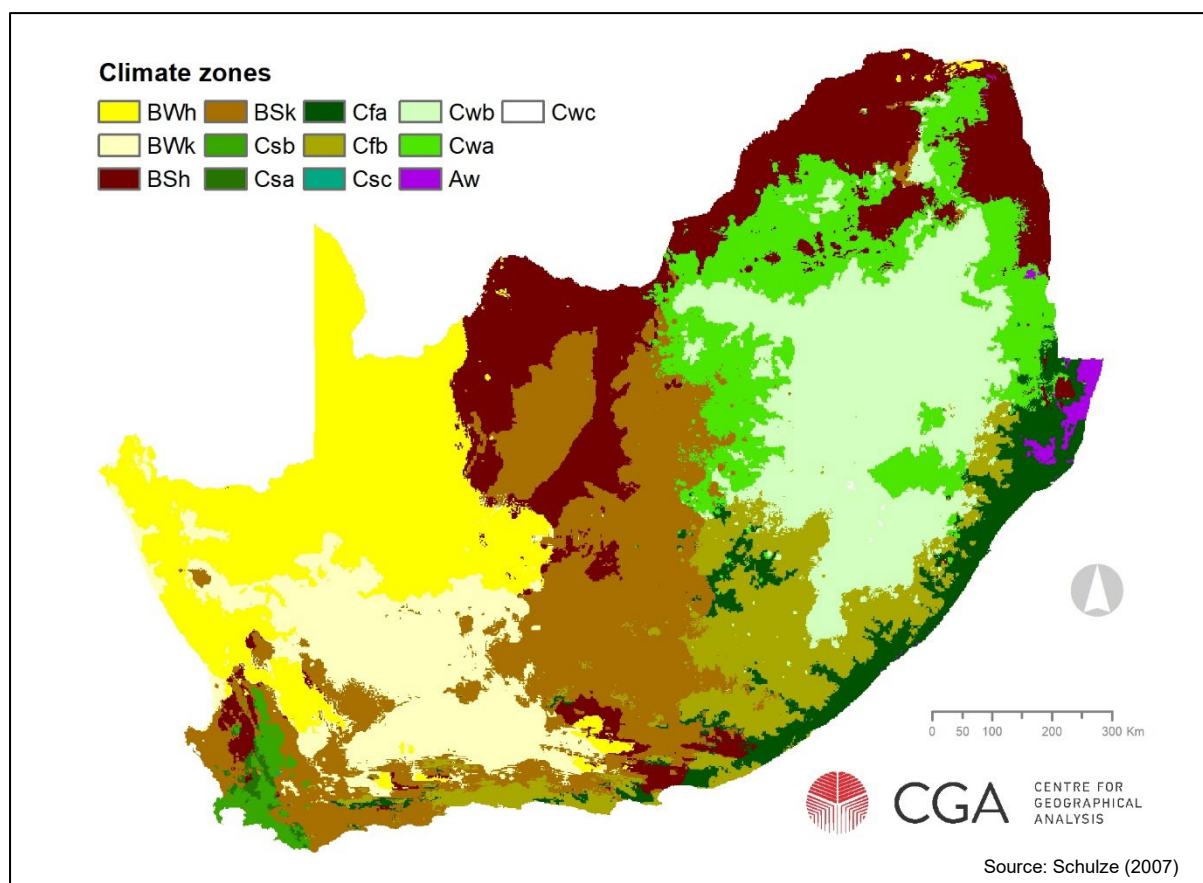 Climate zones
BWh BSk Cfa Cwb Cwc
BWk Csb Cfb Cwa
BSh Csa Csc Aw
0 50 100 200 300 Km
CGA
CENTRE FOR
GEOGRAPHICAL
ANALYSIS
Source: Schulze (2007)